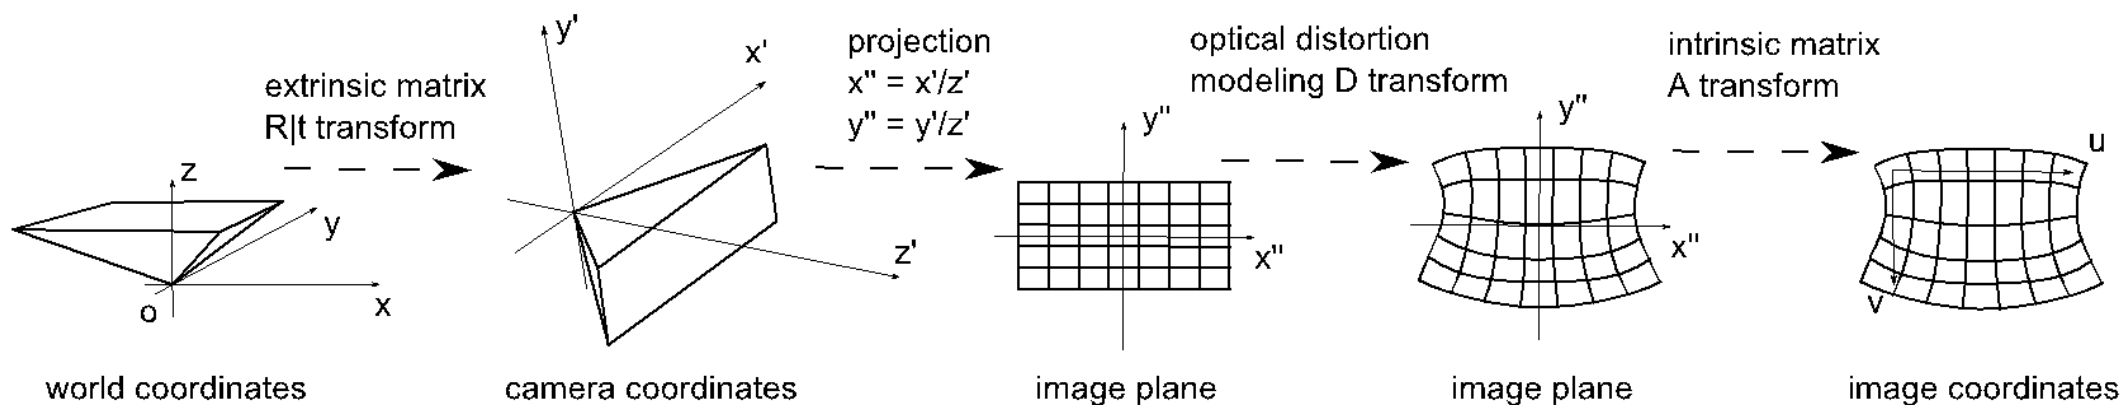 extrinsic matrix
R|t transform
projection
x" = x'/z'
y" = y'/z'
optical distortion
modeling D transform
intrinsic matrix
A transform
z
y
x
o
y'
x'
z'
y"
x"
y"
x"
u
v
world coordinates
camera coordinates
image plane
image plane
image coordinates